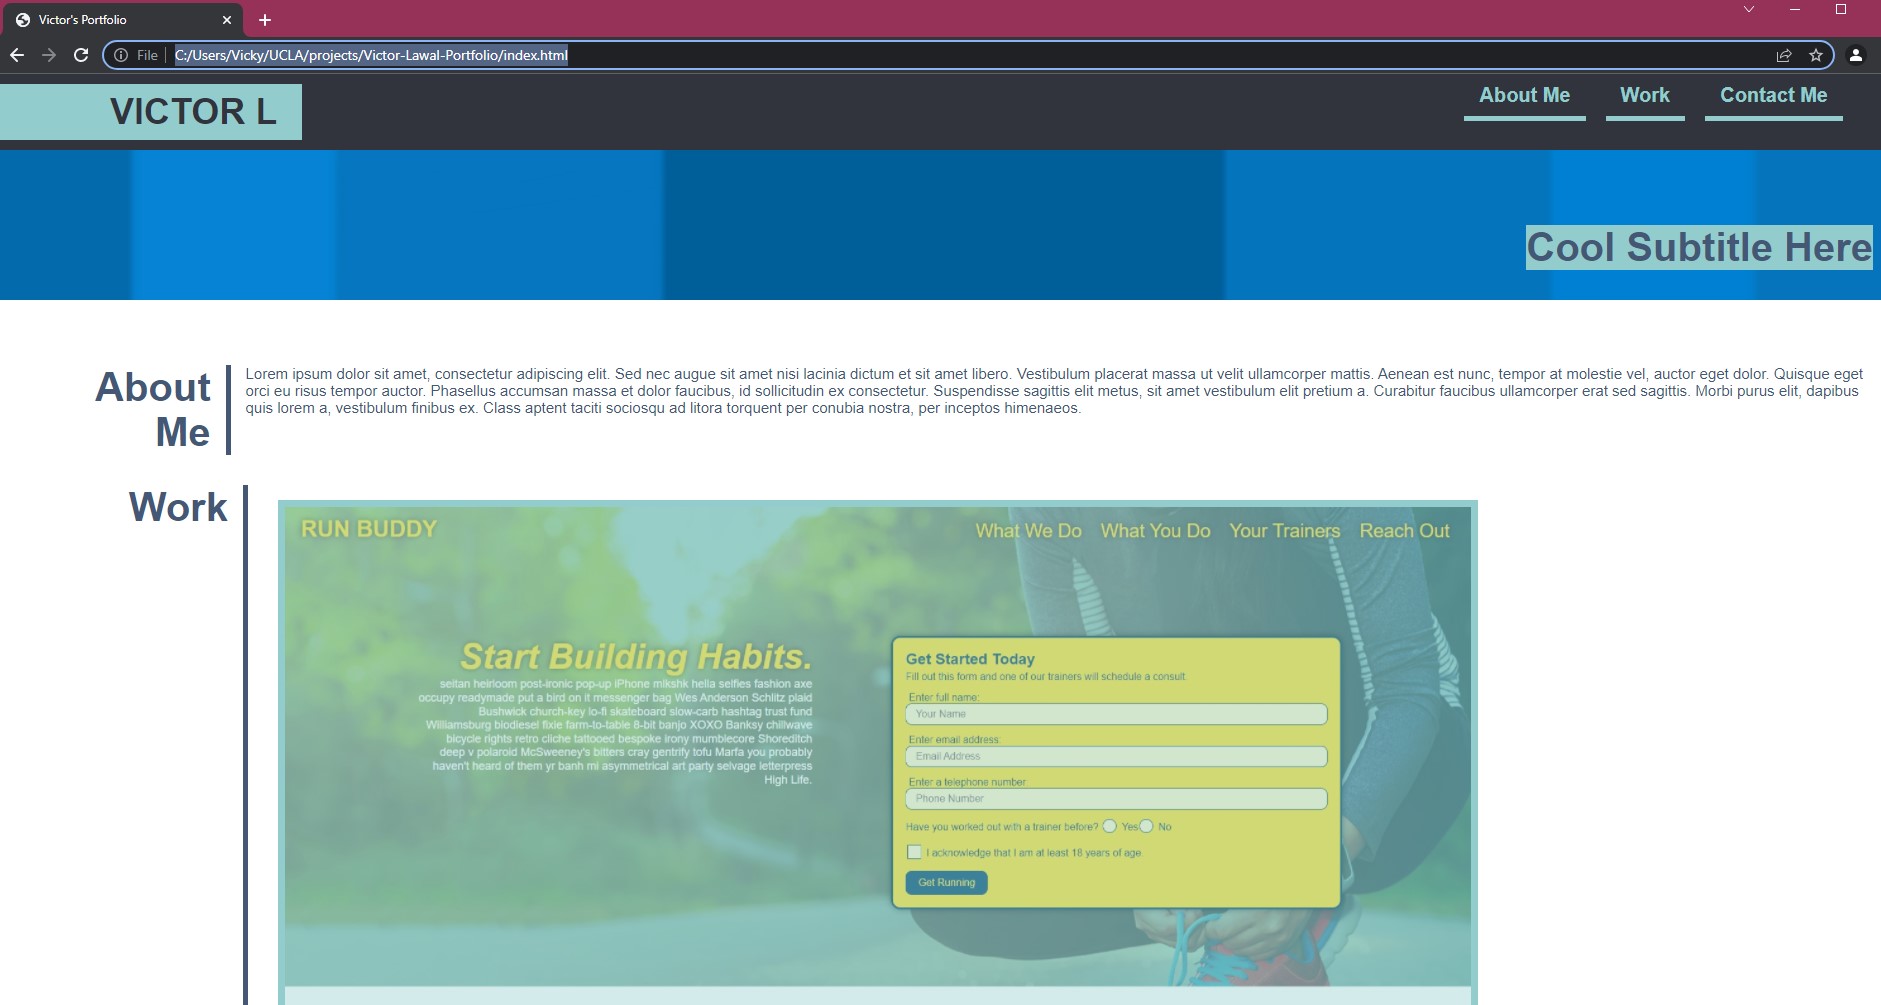 Victor's Portfolio
File
C:/Users/Vicky/UCLA/projects/Victor-Lawal-Portfolio/index.html
VICTOR L
About Me
Work
Contact Me
Cool Subtitle Here
About
Me
Lorem ipsum dolor sit amet, consectetur adipiscing elit. Sed nec augue sit amet nisi lacinia dictum et sit amet libero. Vestibulum placerat massa ut velit ullamcorper mattis. Aenean est nunc, tempor at molestie vel, auctor eget dolor. Quisque eget
orci eu risus tempor auctor. Phasellus accumsan massa et dolor faucibus, id sollicitudin ex consectetur. Suspendisse sagittis elit metus, sit amet vestibulum elit pretium a. Curabitur faucibus ullamcorper erat sed sagittis. Morbi purus elit, dapibus
quis lorem a, vestibulum finibus ex. Class aptent taciti sociosqu ad litora torquent per conubia nostra, per inceptos himenaeos.
Work
RUN BUDDY
What We Do
What You Do
Your Trainers
Reach Out
Start Building Habits.
seitan heirloom post-ironic pop-up iPhone mlkshk hella selfies fashion axe
occupy readymade put a bird on it messenger bag Wes Anderson Schlitz plaid
Bushwick church-key lo-fi skateboard slow-carb hashtag trust fund
Williamsburg biodiesel fixie farm-to-table 8-bit banjo XOXO Banksy chillwave
bicycle rights retro cliche tattooed bespoke irony mumblecore Shoreditch
deep v polaroid McSweeney's bitters cray gentrify tofu Marfa you probably
haven't heard of them yr banh mi asymmetrical art party selvage letterpress
High Life.
Get Started Today
Fill out this form and one of our trainers will schedule a consult.
Enter full name:
Your Name
Enter email address:
Email Address
Enter a telephone number:
Phone Number
Have you worked out with a trainer before? Yes No
I acknowledge that I am at least 18 years of age.
Get Running